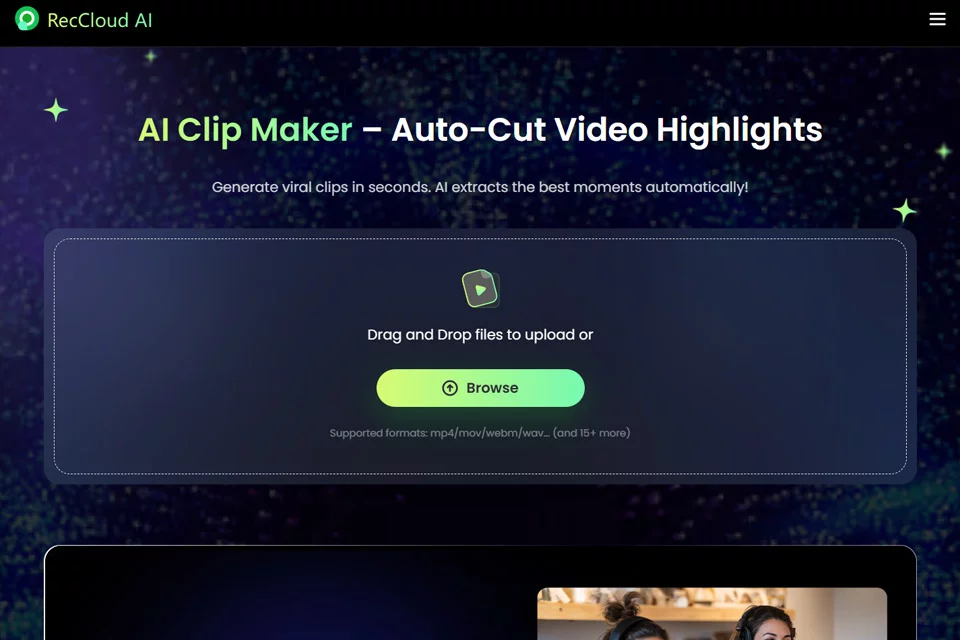 RecCloud AI
AI Clip Maker – Auto-Cut Video Highlights
Generate viral clips in seconds. AI extracts the best moments automatically!
Drag and Drop files to upload or
Browse
Supported formats: mp4/mov/webm/wav... (and 15+ more)